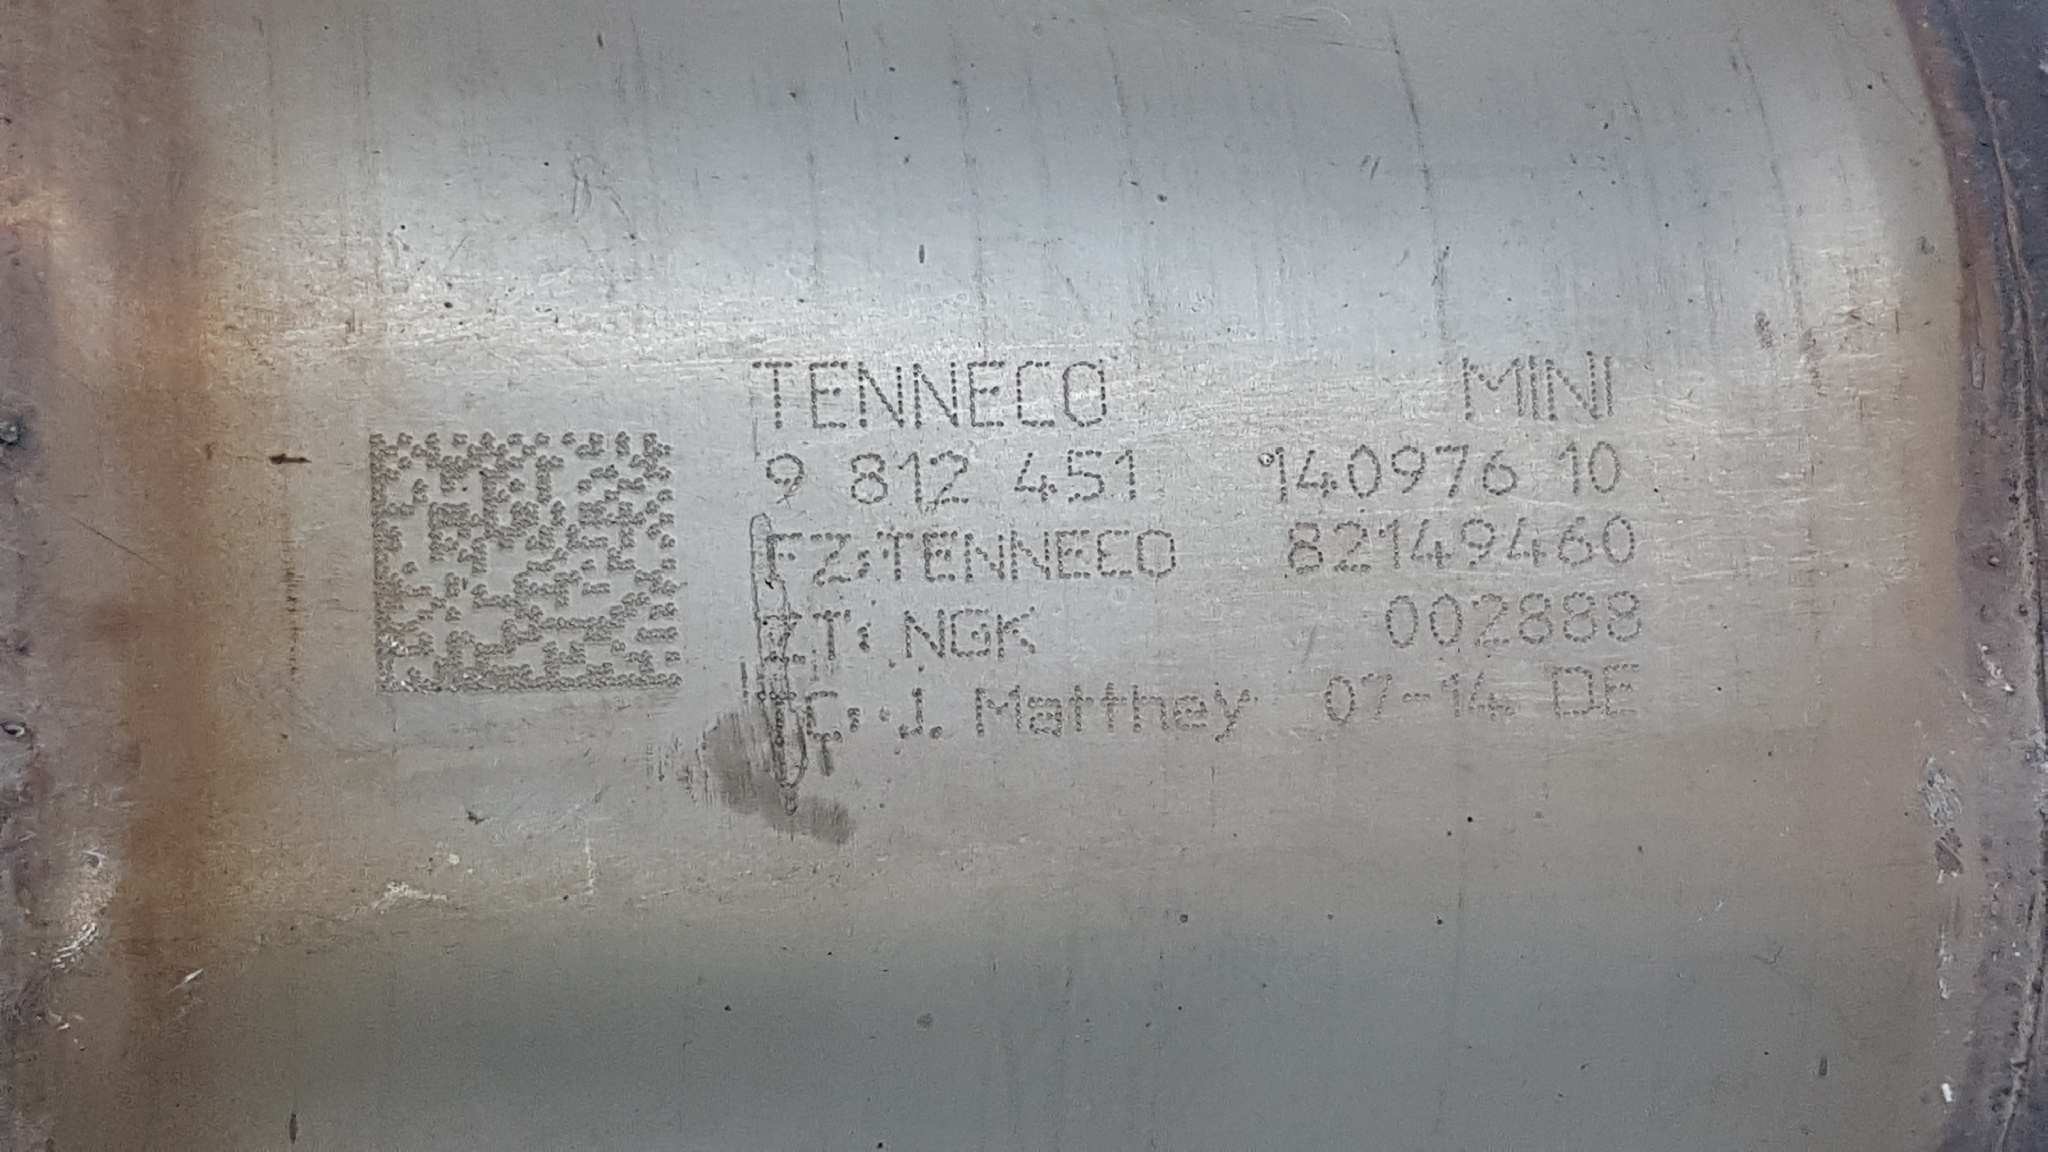 TENNECO MINI
9 812 451 140976 10
FZ:TENNECO 82149460
ZT: NGK 002888
C: J. Matthey 07-14 DE